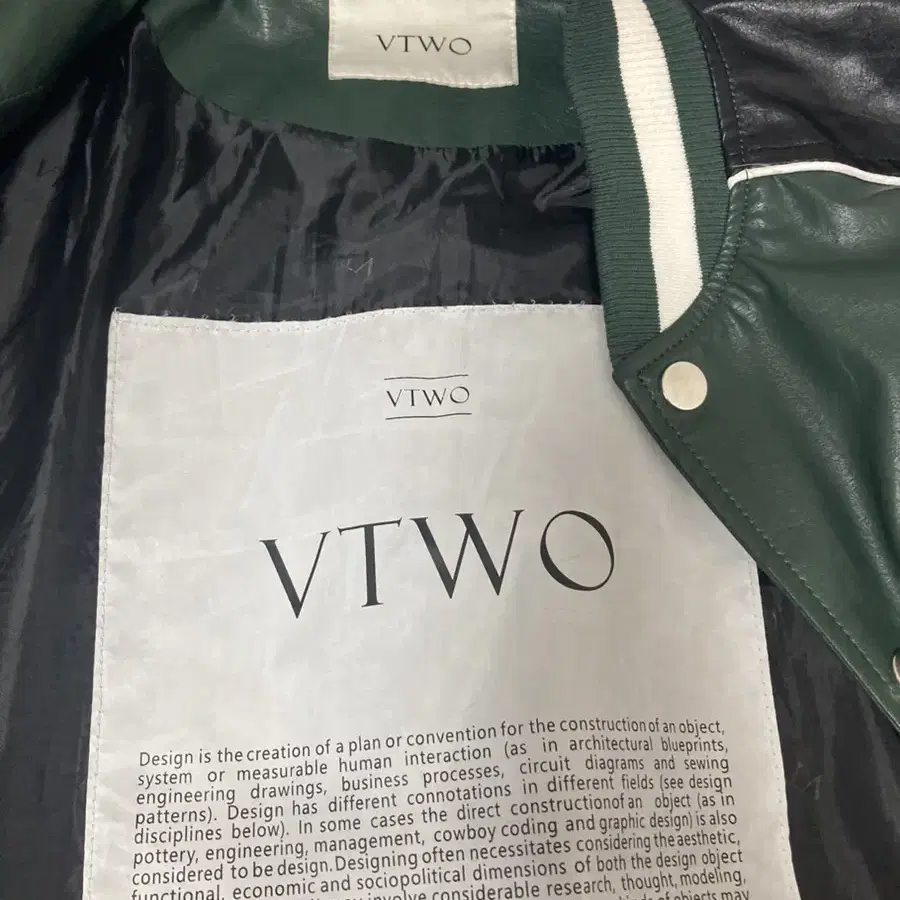 VTWO
VTWO
VTWO
Design is the creation of a plan or convention for the construction of an object,
system or measurable human interaction (as in architectural blueprints,
engineering drawings, business processes, circuit diagrams and sewing
patterns). Design has different connotations in different fields (see design
disciplines below). In some cases the direct constructionof an object (as in
pottery, engineering, management, cowboy coding and graphic design) is also
considered to be design. Designing often necessitates considering the aesthetic,
functional, economic and sociopolitical dimensions of both the design object
involve considerable research, thought, modeling,
of objects may